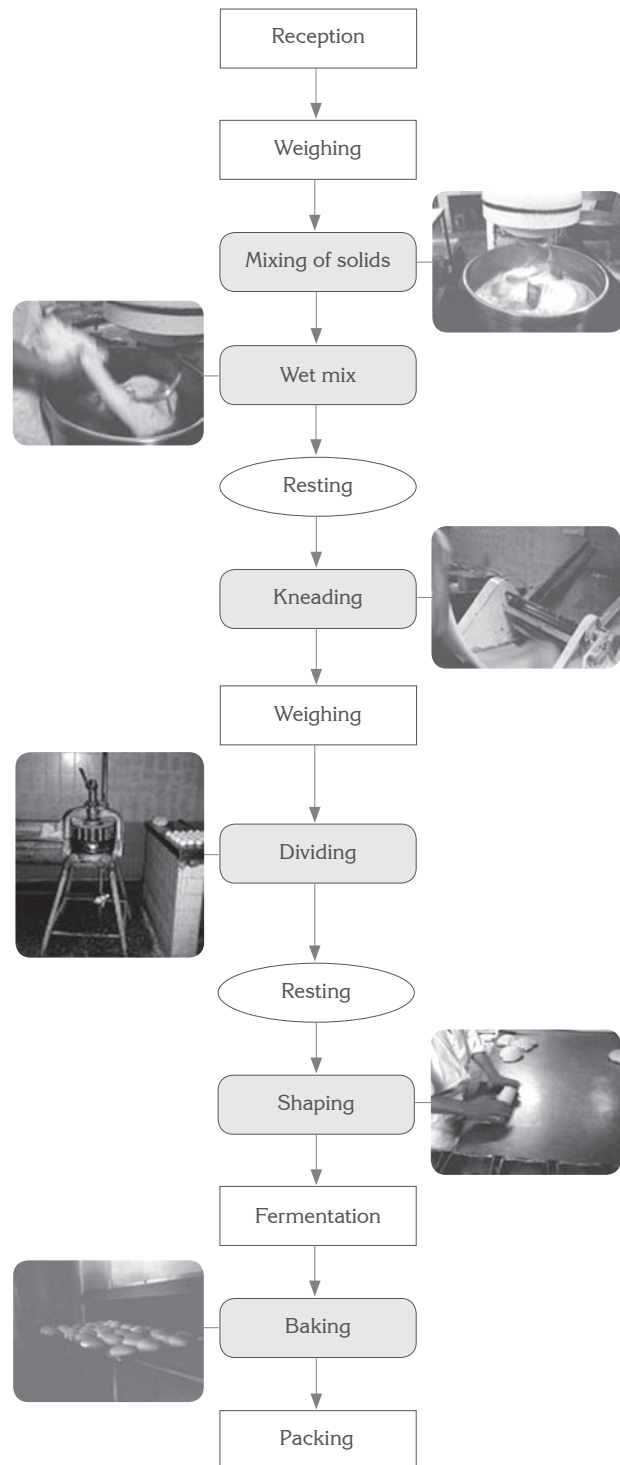 Reception
Weighing
Mixing of solids
Wet mix
Resting
Kneading
Weighing
Dividing
Resting
Shaping
Fermentation
Baking
Packing